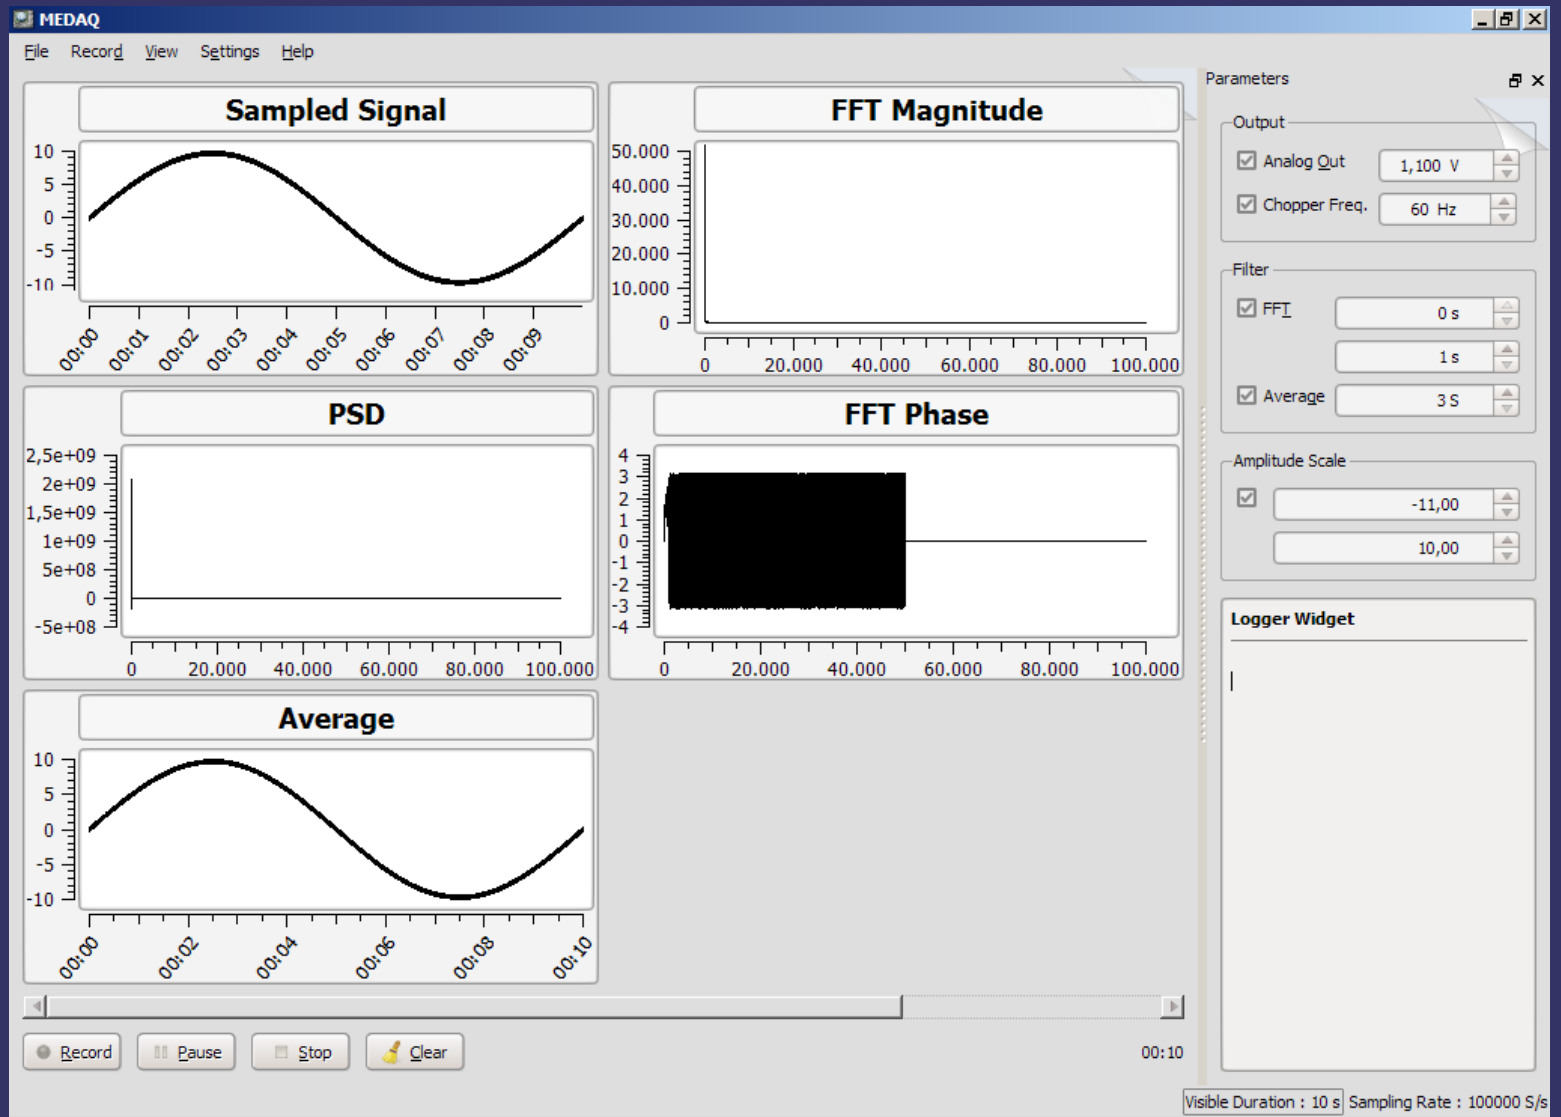 MEDAQ
File Record View Settings Help
Sampled Signal
10
5
0
-5
-10
00:00 00:01 00:02 00:03 00:04 00:05 00:06 00:07 00:08 00:09
FFT Magnitude
50.000
40.000
30.000
20.000
10.000
0
0 20.000 40.000 60.000 80.000 100.000
PSD
2,5e+09
2e+09
1,5e+09
1e+09
5e+08
0
-5e+08
0 20.000 40.000 60.000 80.000 100.000
FFT Phase
4
3
2
1
0
-1
-2
-3
-4
0 20.000 40.000 60.000 80.000 100.000
Average
10
5
0
-5
-10
00:00 00:02 00:04 00:06 00:08 00:10
Record Pause Stop Clear 00:10
Parameters
Output
Analog Out 1,100 V
Chopper Freq. 60 Hz
Filter
FFT 0 s
1 s
Average 3 S
Amplitude Scale
-11,00
10,00
Logger Widget
Visible Duration : 10 s Sampling Rate : 100000 S/s